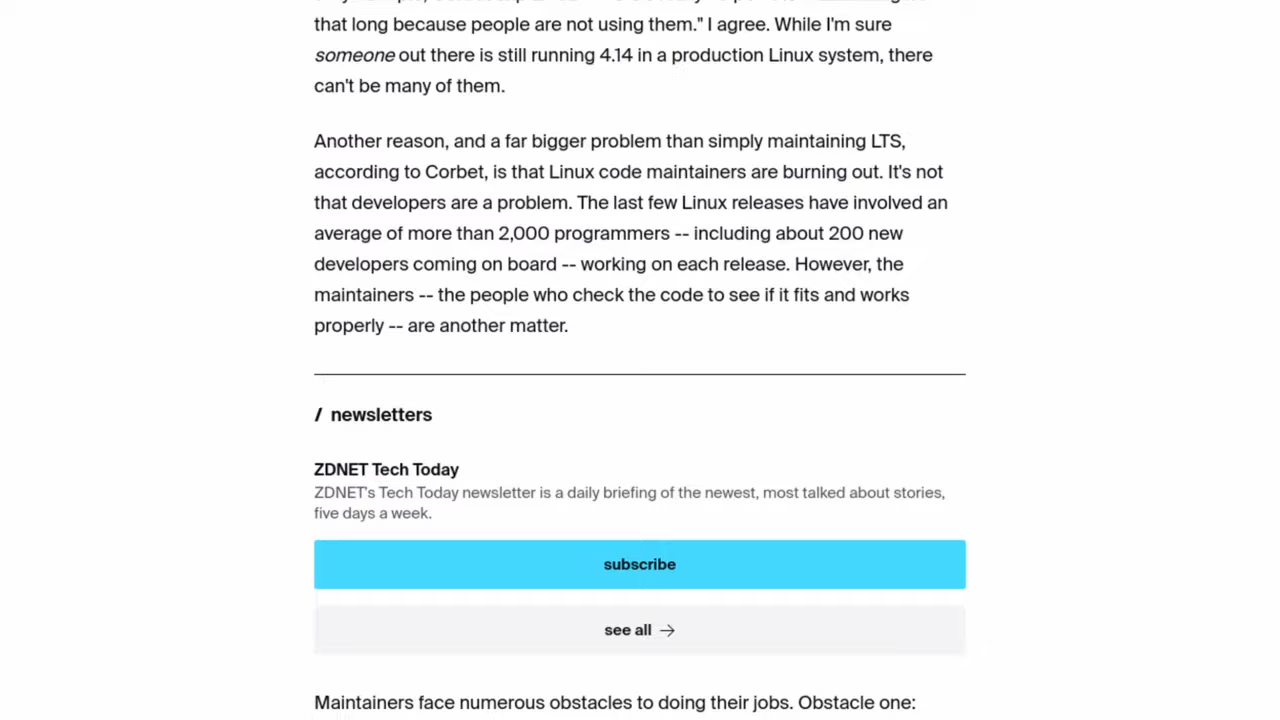 that long because people are not using them." I agree. While I'm sure
someone out there is still running 4.14 in a production Linux system, there
can't be many of them.
Another reason, and a far bigger problem than simply maintaining LTS,
according to Corbet, is that Linux code maintainers are burning out. It's not
that developers are a problem. The last few Linux releases have involved an
average of more than 2,000 programmers -- including about 200 new
developers coming on board -- working on each release. However, the
maintainers -- the people who check the code to see if it fits and works
properly -- are another matter.
/ newsletters
ZDNET Tech Today
ZDNET's Tech Today newsletter is a daily briefing of the newest, most talked about stories,
five days a week.
subscribe
see all →
Maintainers face numerous obstacles to doing their jobs. Obstacle one: